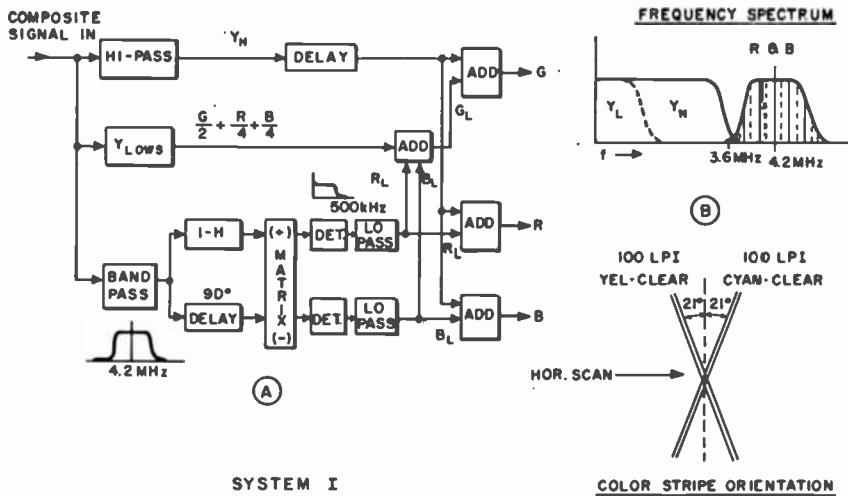 COMPOSITE
SIGNAL IN
HI-PASS
Y_H
DELAY
ADD
G
G_L
Y_LOWS
G/2 + R/4 + B/4
ADD
R_L
B_L
500kHz
BAND
PASS
1-H
90°
DELAY
(+)
MATRIX
(-)
DET.
LO
PASS
R_L
ADD
R
DET.
LO
PASS
B_L
ADD
B
4.2MHz
A
SYSTEM I
FREQUENCY SPECTRUM
R & B
Y_L
Y_H
f
3.6MHz
4.2MHz
B
100 LPI
YEL-CLEAR
100 LPI
CYAN-CLEAR
21°
21°
HOR. SCAN
COLOR STRIPE ORIENTATION